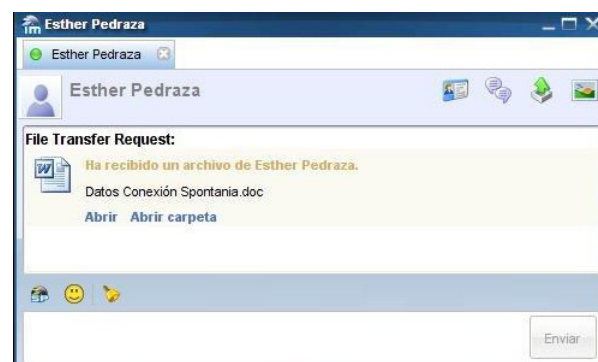 im Esther Pedraza
Esther Pedraza
Esther Pedraza
File Transfer Request:
Ha recibido un archivo de Esther Pedraza.
Datos Conexión Spontania.doc
Abrir Abrir carpeta
Enviar